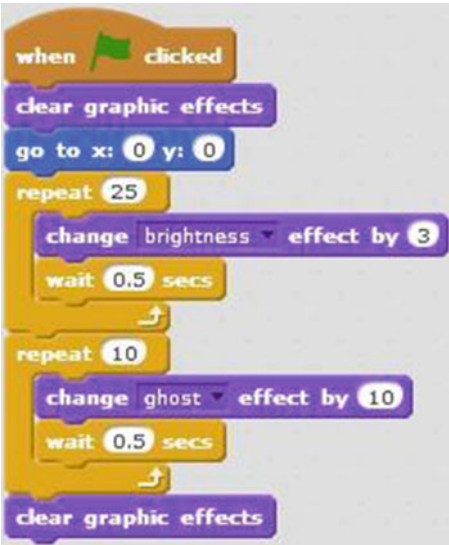 when clicked
clear graphic effects
go to x: 0 y: 0
repeat 25
change brightness effect by 3
wait 0.5 secs
repeat 10
change ghost effect by 10
wait 0.5 secs
clear graphic effects